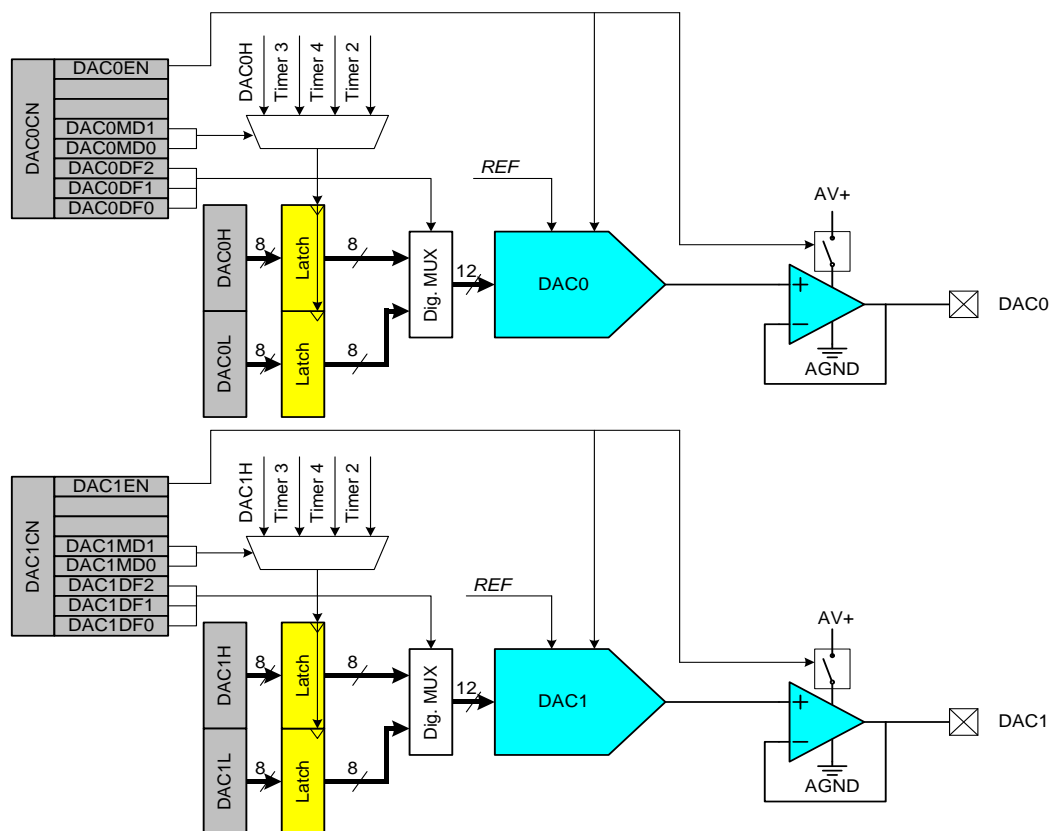 DAC0CN
DAC0EN
DAC0MD1
DAC0MD0
DAC0DF2
DAC0DF1
DAC0DF0
DAC0H
Timer 3
Timer 4
Timer 2
REF
AV+
DAC0H
8
Latch
8
Dig. MUX
12
DAC0
+
−
DAC0
AGND
DAC0L
8
Latch
8
DAC1CN
DAC1EN
DAC1MD1
DAC1MD0
DAC1DF2
DAC1DF1
DAC1DF0
DAC1H
Timer 3
Timer 4
Timer 2
REF
AV+
DAC1H
8
Latch
8
Dig. MUX
12
DAC1
+
−
DAC1
AGND
DAC1L
8
Latch
8